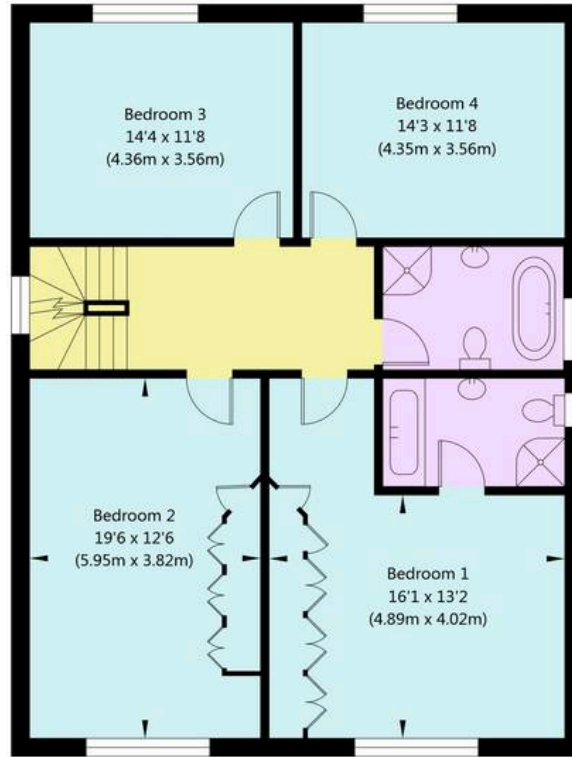 Bedroom 3
14'4 x 11'8
(4.36m x 3.56m)
Bedroom 4
14'3 x 11'8
(4.35m x 3.56m)
Bedroom 2
19'6 x 12'6
(5.95m x 3.82m)
Bedroom 1
16'1 x 13'2
(4.89m x 4.02m)